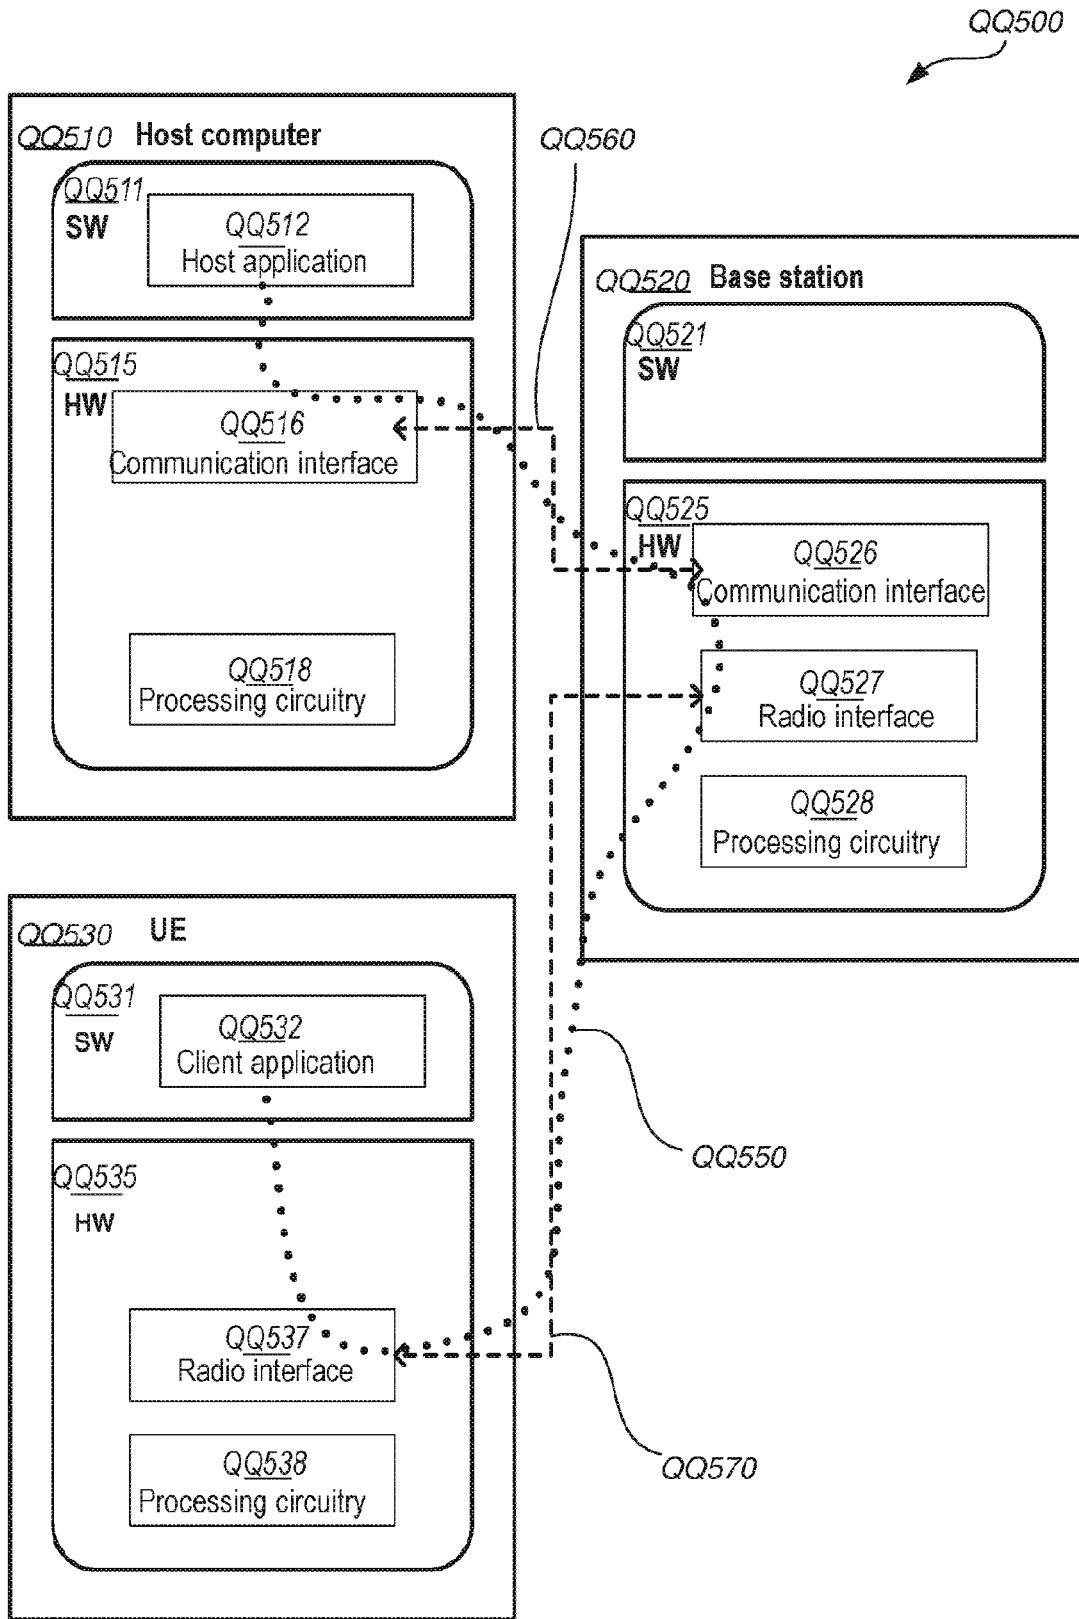 QQ500
QQ510 Host computer
QQ511
SW
QQ512
Host application
QQ515
HW
QQ516
Communication interface
QQ518
Processing circuitry
QQ560
QQ520 Base station
QQ521
SW
QQ525
HW
QQ526
Communication interface
QQ527
Radio interface
QQ528
Processing circuitry
QQ530 UE
QQ531
SW
QQ532
Client application
QQ535
HW
QQ537
Radio interface
QQ538
Processing circuitry
QQ550
QQ570